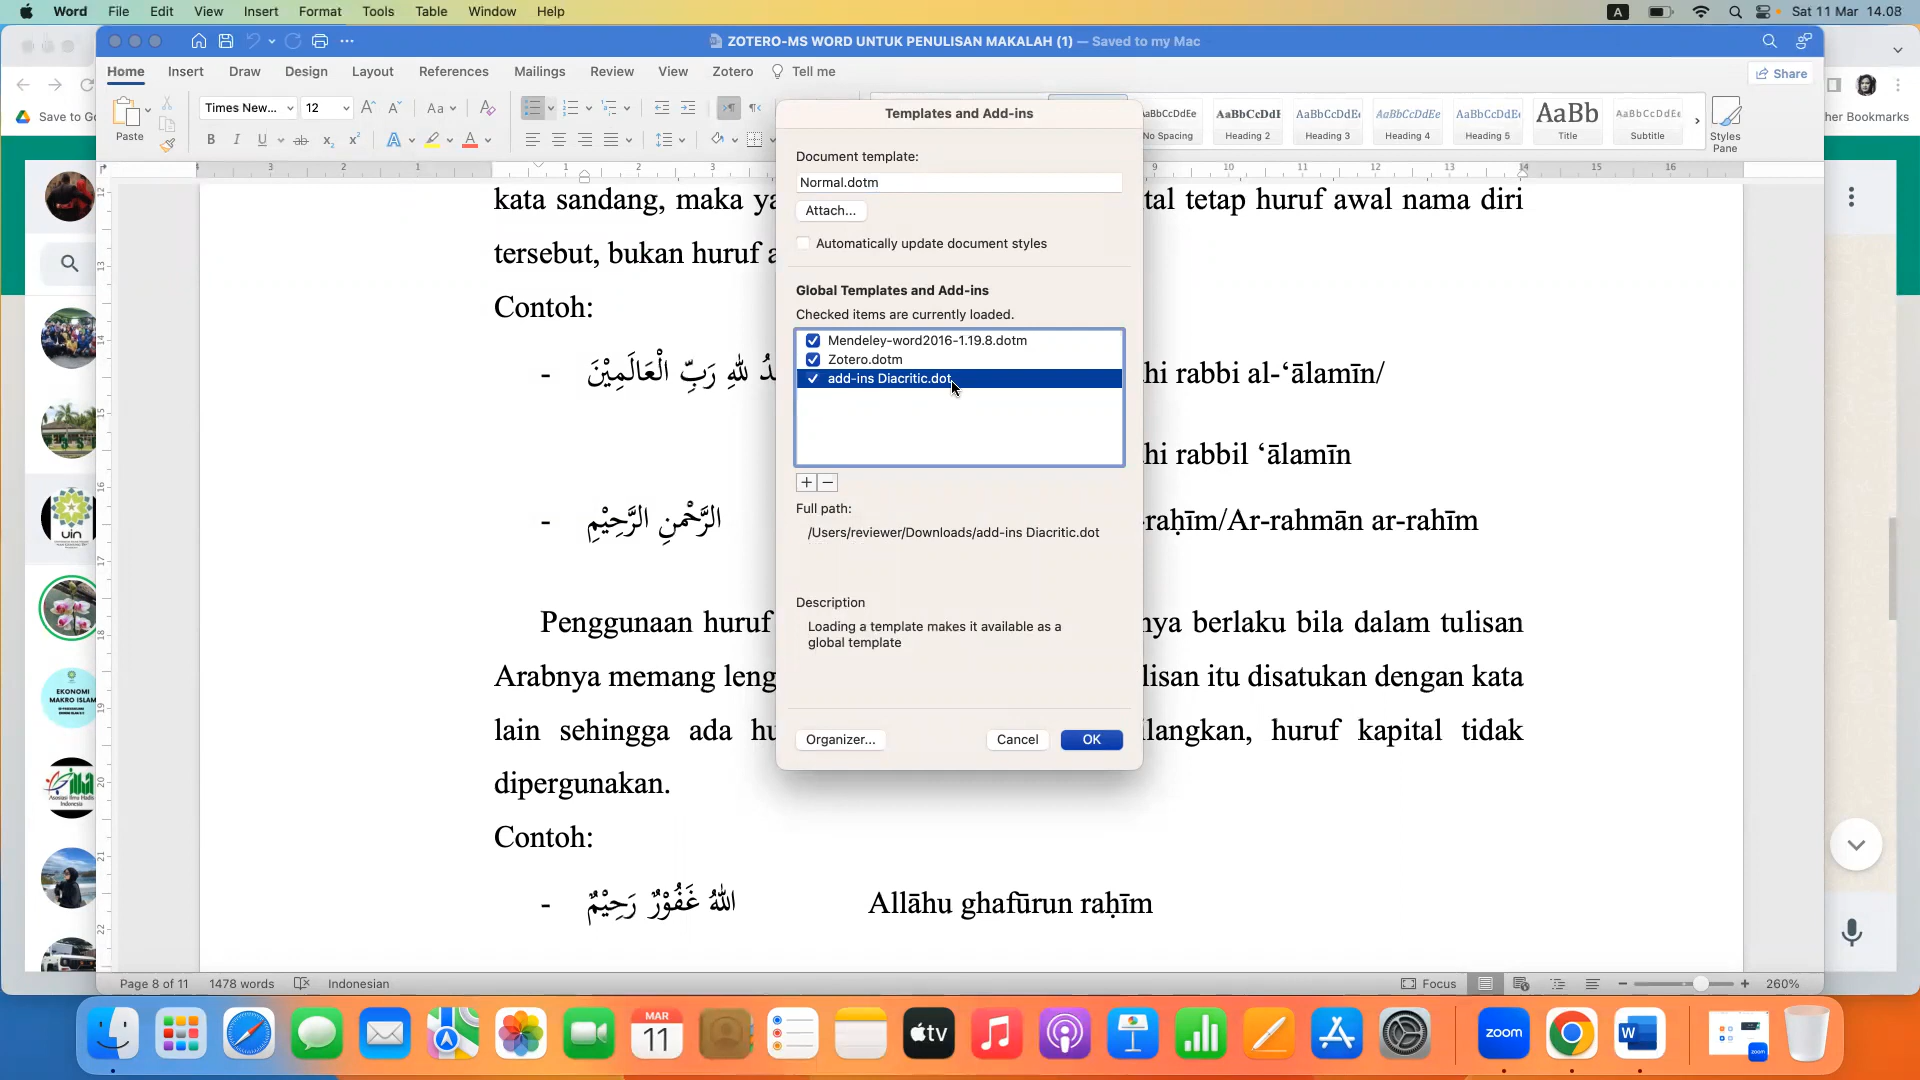 Word File Edit View Insert Format Tools Table Window Help
A Sat 11 Mar 14.08
ZOTERO-MS WORD UNTUK PENULISAN MAKALAH (1) — Saved to my Mac
Home Insert Draw Design Layout References Mailings Review View Zotero Tell me Share
Save to Go
her Bookmarks
Paste Times New... 12
No Spacing Heading 2 Heading 3 Heading 4 Heading 5 Title Subtitle Styles Pane
Templates and Add-ins
Document template:
Normal.dotm
Attach...
Automatically update document styles
Global Templates and Add-ins
Checked items are currently loaded.
Mendeley-word2016-1.19.8.dotm
Zotero.dotm
add-ins Diacritic.dot
Full path:
/Users/reviewer/Downloads/add-ins Diacritic.dot
Description
Loading a template makes it available as a
global template
Organizer... Cancel OK
kata sandang, maka ya tal tetap huruf awal nama diri
tersebut, bukan huruf a
Contoh:
- دُ للهِ رَبِّ الْعَالَمِيْنَ hi rabbi al-‘ālamīn/
hi rabbil ‘ālamīn
- الرَّحْمنِ الرَّحِيْمِ -raḥīm/Ar-rahmān ar-rahīm
Penggunaan huruf nya berlaku bila dalam tulisan
Arabnya memang leng lisan itu disatukan dengan kata
lain sehingga ada hu ilangkan, huruf kapital tidak
dipergunakan.
Contoh:
- اللهُ غَفُوْرٌ رَحِيْمٌ Allāhu ghafūrun raḥīm
uin
EKONOMI
MAKRO ISLAM
Page 8 of 11 1478 words Indonesian Focus 260%
MAR
11
tv
zoom
W